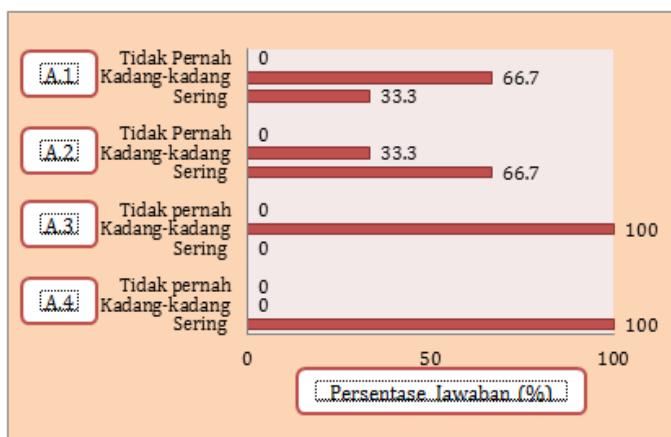 A.1
Tidak Pernah 0
Kadang-kadang 66.7
Sering 33.3
A.2
Tidak Pernah 0
Kadang-kadang 33.3
Sering 66.7
A.3
Tidak pernah 0
Kadang-kadang 100
Sering 0
A.4
Tidak pernah 0
Kadang-kadang 0
Sering 100
0 50 100
Persentase Jawaban (%)